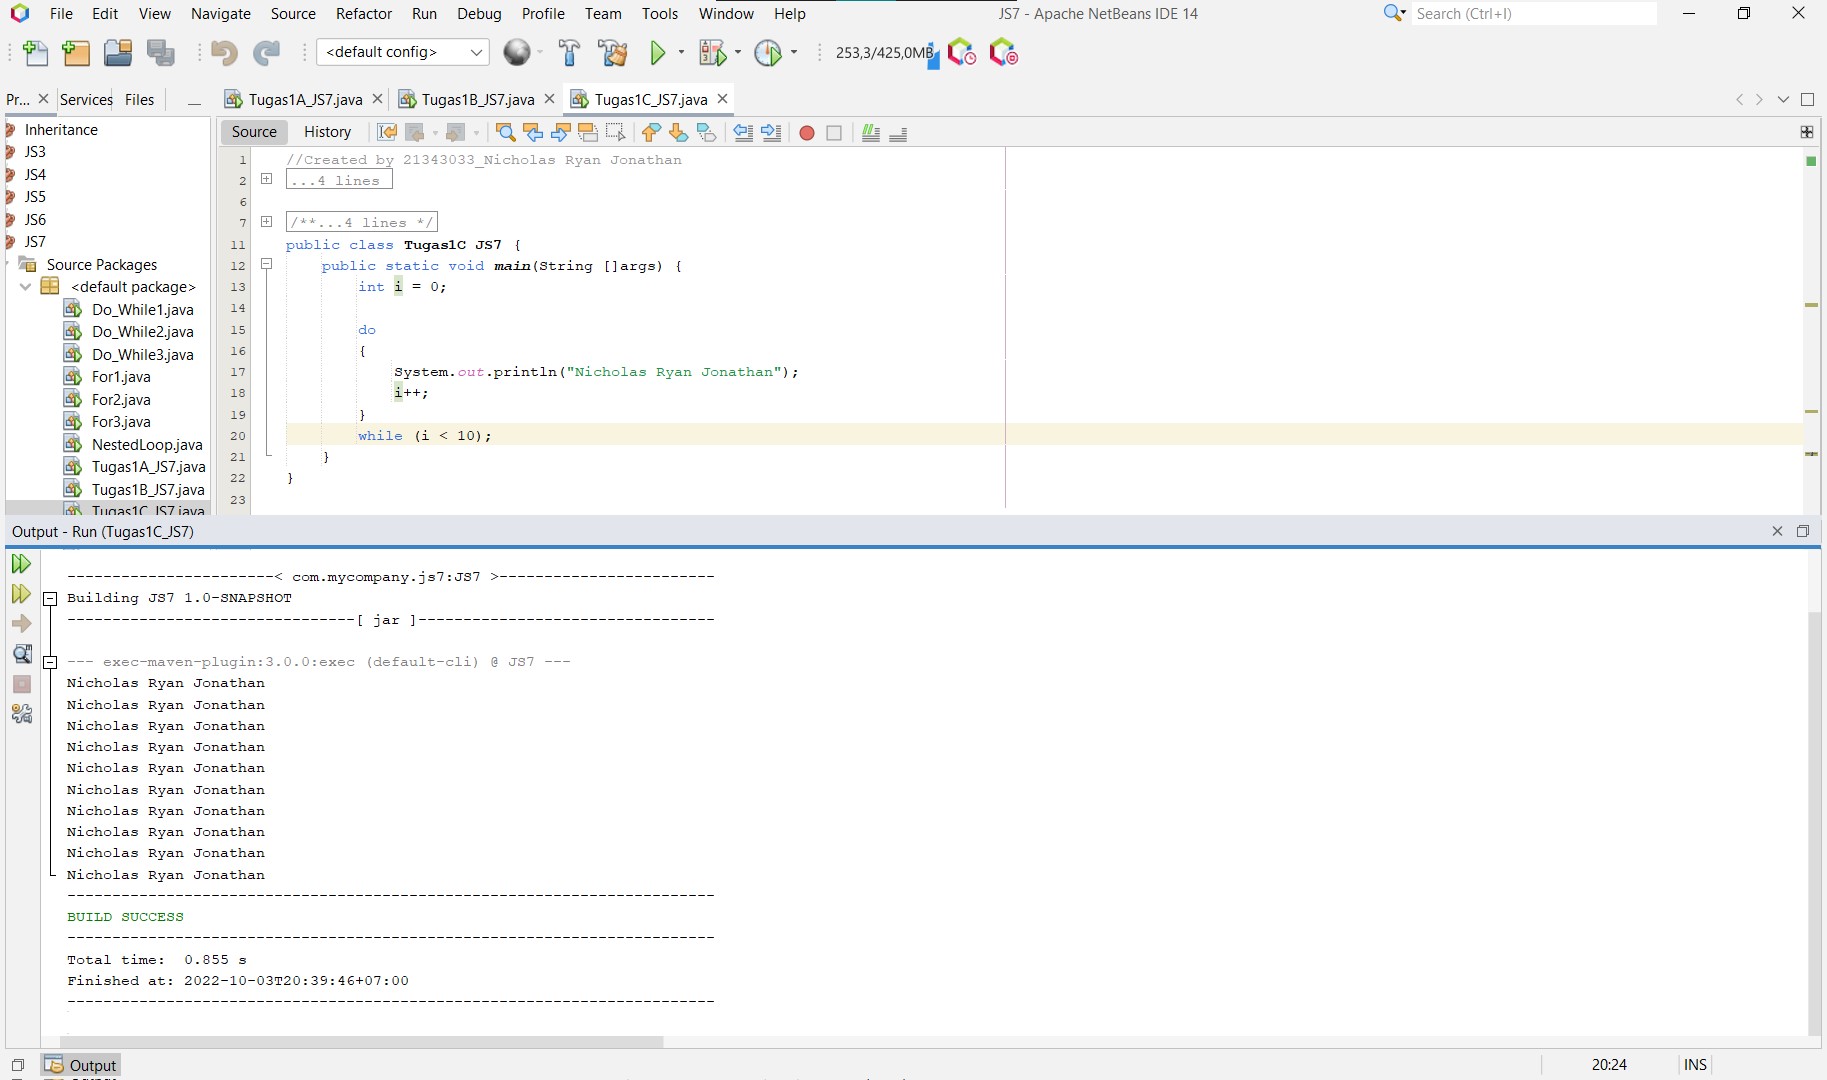 File Edit View Navigate Source Refactor Run Debug Profile Team Tools Window Help
JS7 - Apache NetBeans IDE 14
Search (Ctrl+I)
<default config>
253,3/425,0MB
Pr... Services Files
Tugas1A_JS7.java Tugas1B_JS7.java Tugas1C_JS7.java
Source History
Inheritance
JS3
JS4
JS5
JS6
JS7
Source Packages
<default package>
Do_While1.java
Do_While2.java
Do_While3.java
For1.java
For2.java
For3.java
NestedLoop.java
Tugas1A_JS7.java
Tugas1B_JS7.java
Tugas1C_JS7.java
1 //Created by 21343033_Nicholas Ryan Jonathan
2 ...4 lines
6
7 /**...4 lines */
11 public class Tugas1C_JS7 {
12 public static void main(String []args) {
13 int i = 0;
14
15 do
16 {
17 System.out.println("Nicholas Ryan Jonathan");
18 i++;
19 }
20 while (i < 10);
21 }
22 }
23
Output - Run (Tugas1C_JS7)
-----------------------< com.mycompany.js7:JS7 >------------------------
Building JS7 1.0-SNAPSHOT
--------------------------------[ jar ]---------------------------------
--- exec-maven-plugin:3.0.0:exec (default-cli) @ JS7 ---
Nicholas Ryan Jonathan
Nicholas Ryan Jonathan
Nicholas Ryan Jonathan
Nicholas Ryan Jonathan
Nicholas Ryan Jonathan
Nicholas Ryan Jonathan
Nicholas Ryan Jonathan
Nicholas Ryan Jonathan
Nicholas Ryan Jonathan
Nicholas Ryan Jonathan
------------------------------------------------------------------------
BUILD SUCCESS
------------------------------------------------------------------------
Total time: 0.855 s
Finished at: 2022-10-03T20:39:46+07:00
------------------------------------------------------------------------
Output
20:24 INS